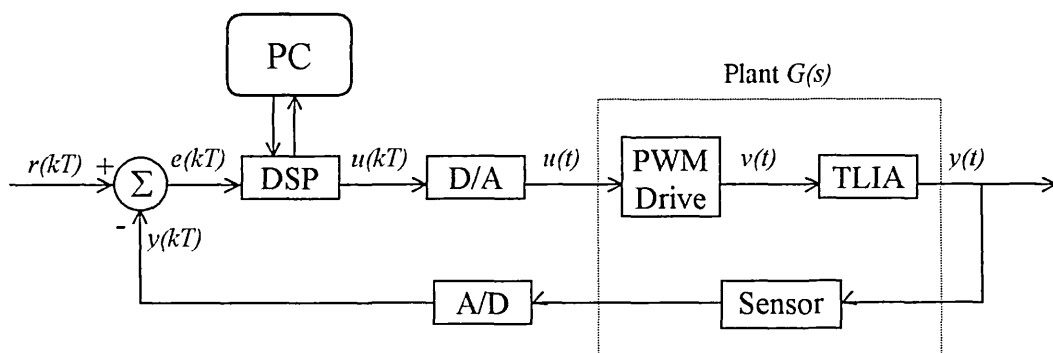 PC
Plant G(s)
r(kT)
+
Σ
e(kT)
DSP
u(kT)
D/A
u(t)
PWM
Drive
v(t)
TLIA
y(t)
-
y(kT)
A/D
Sensor